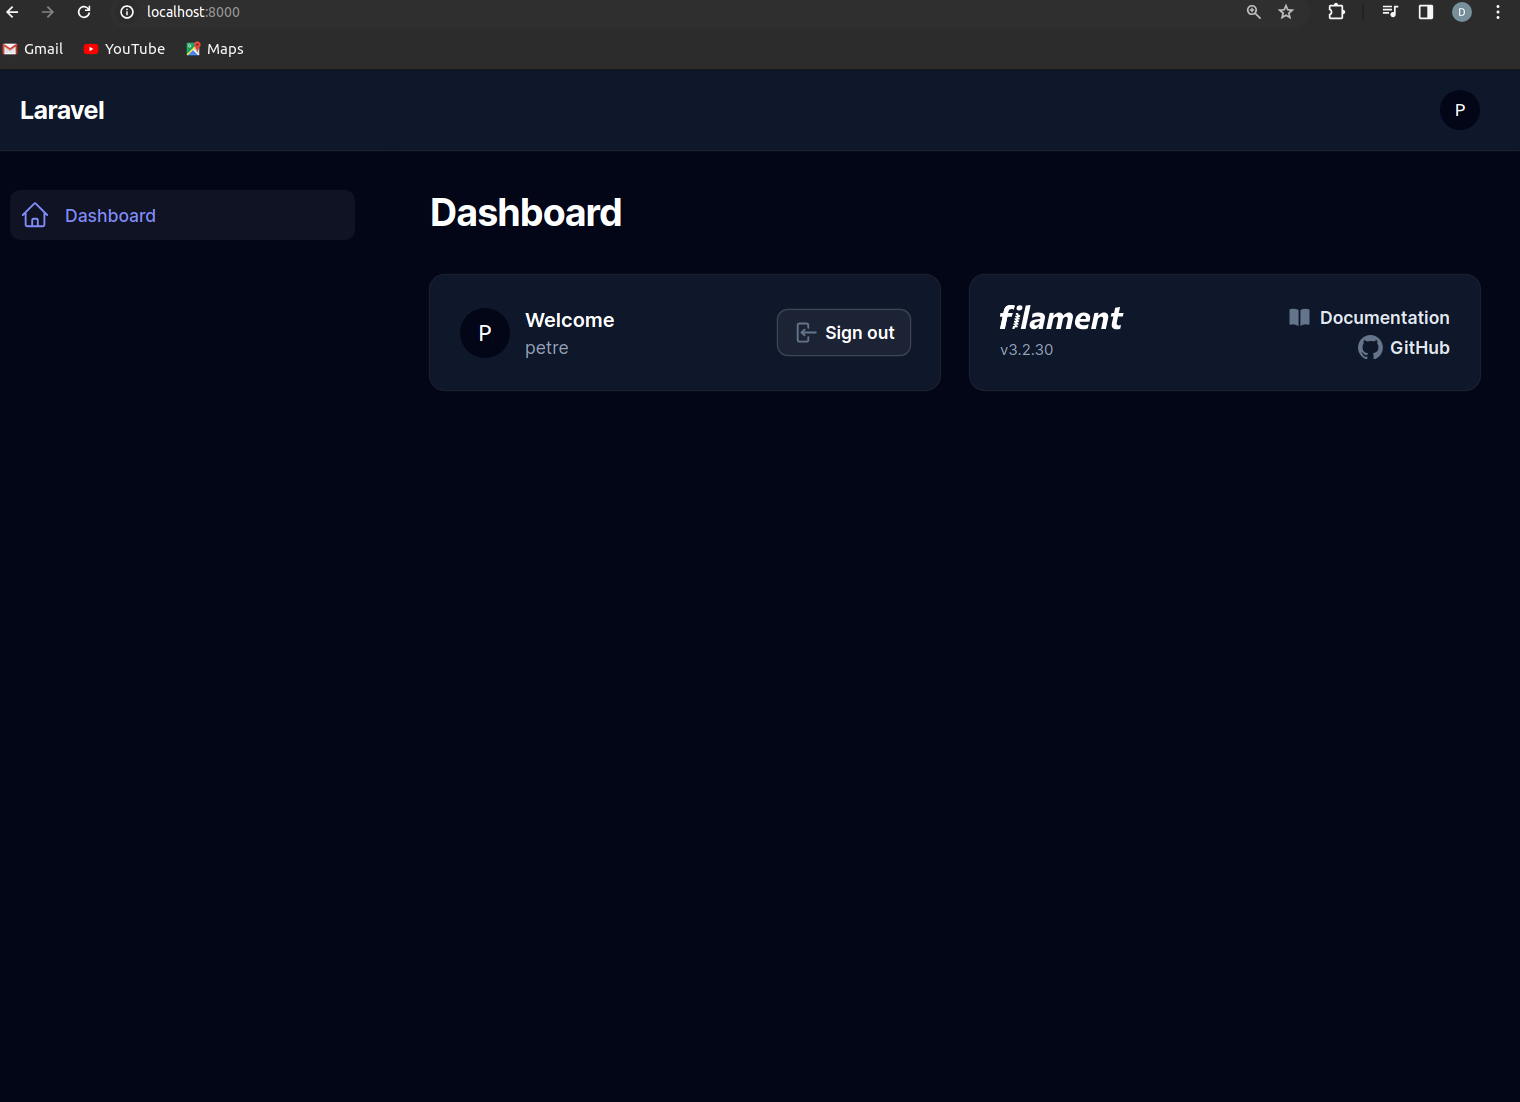 localhost:8000
D
Gmail YouTube Maps
Laravel
P
Dashboard
Dashboard
P
Welcome
petre
Sign out
filament
v3.2.30
Documentation
GitHub